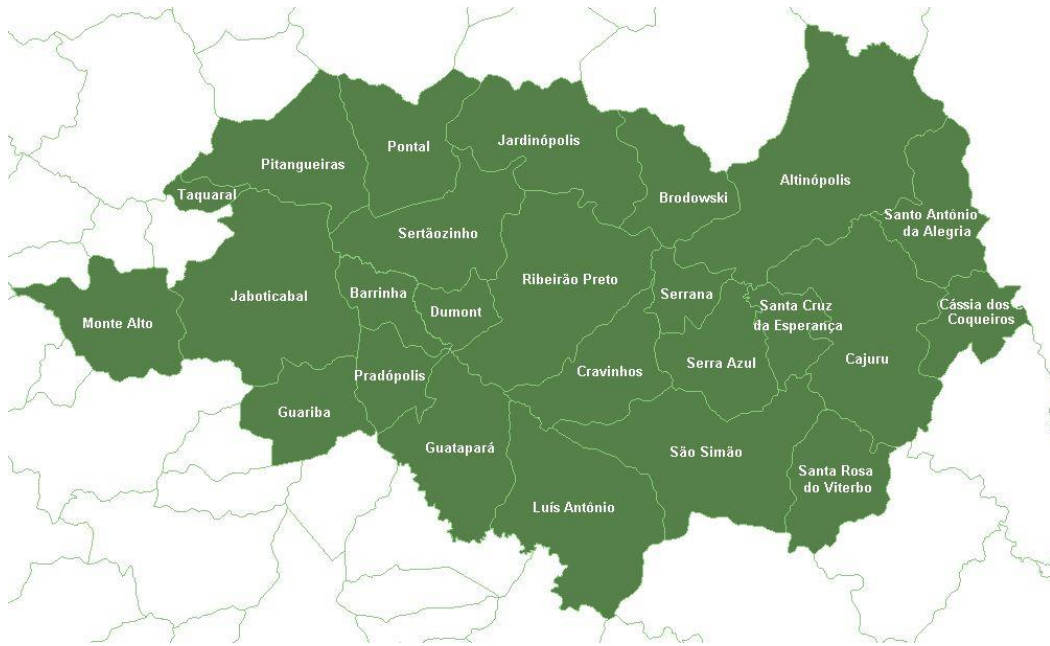 Jardinópolis
Pontal
Pitangueiras
Altinópolis
Taquaral
Brodowski
Santo Antônio
da Alegria
Sertãozinho
Ribeirão Preto
Barrinha
Serrana
Jaboticabal
Santa Cruz
da Esperança
Cássia dos
Coqueiros
Dumont
Monte Alto
Cajuru
Serra Azul
Cravinhos
Pradópolis
Guariba
Guatapará
São Simão
Santa Rosa
do Viterbo
Luís Antônio